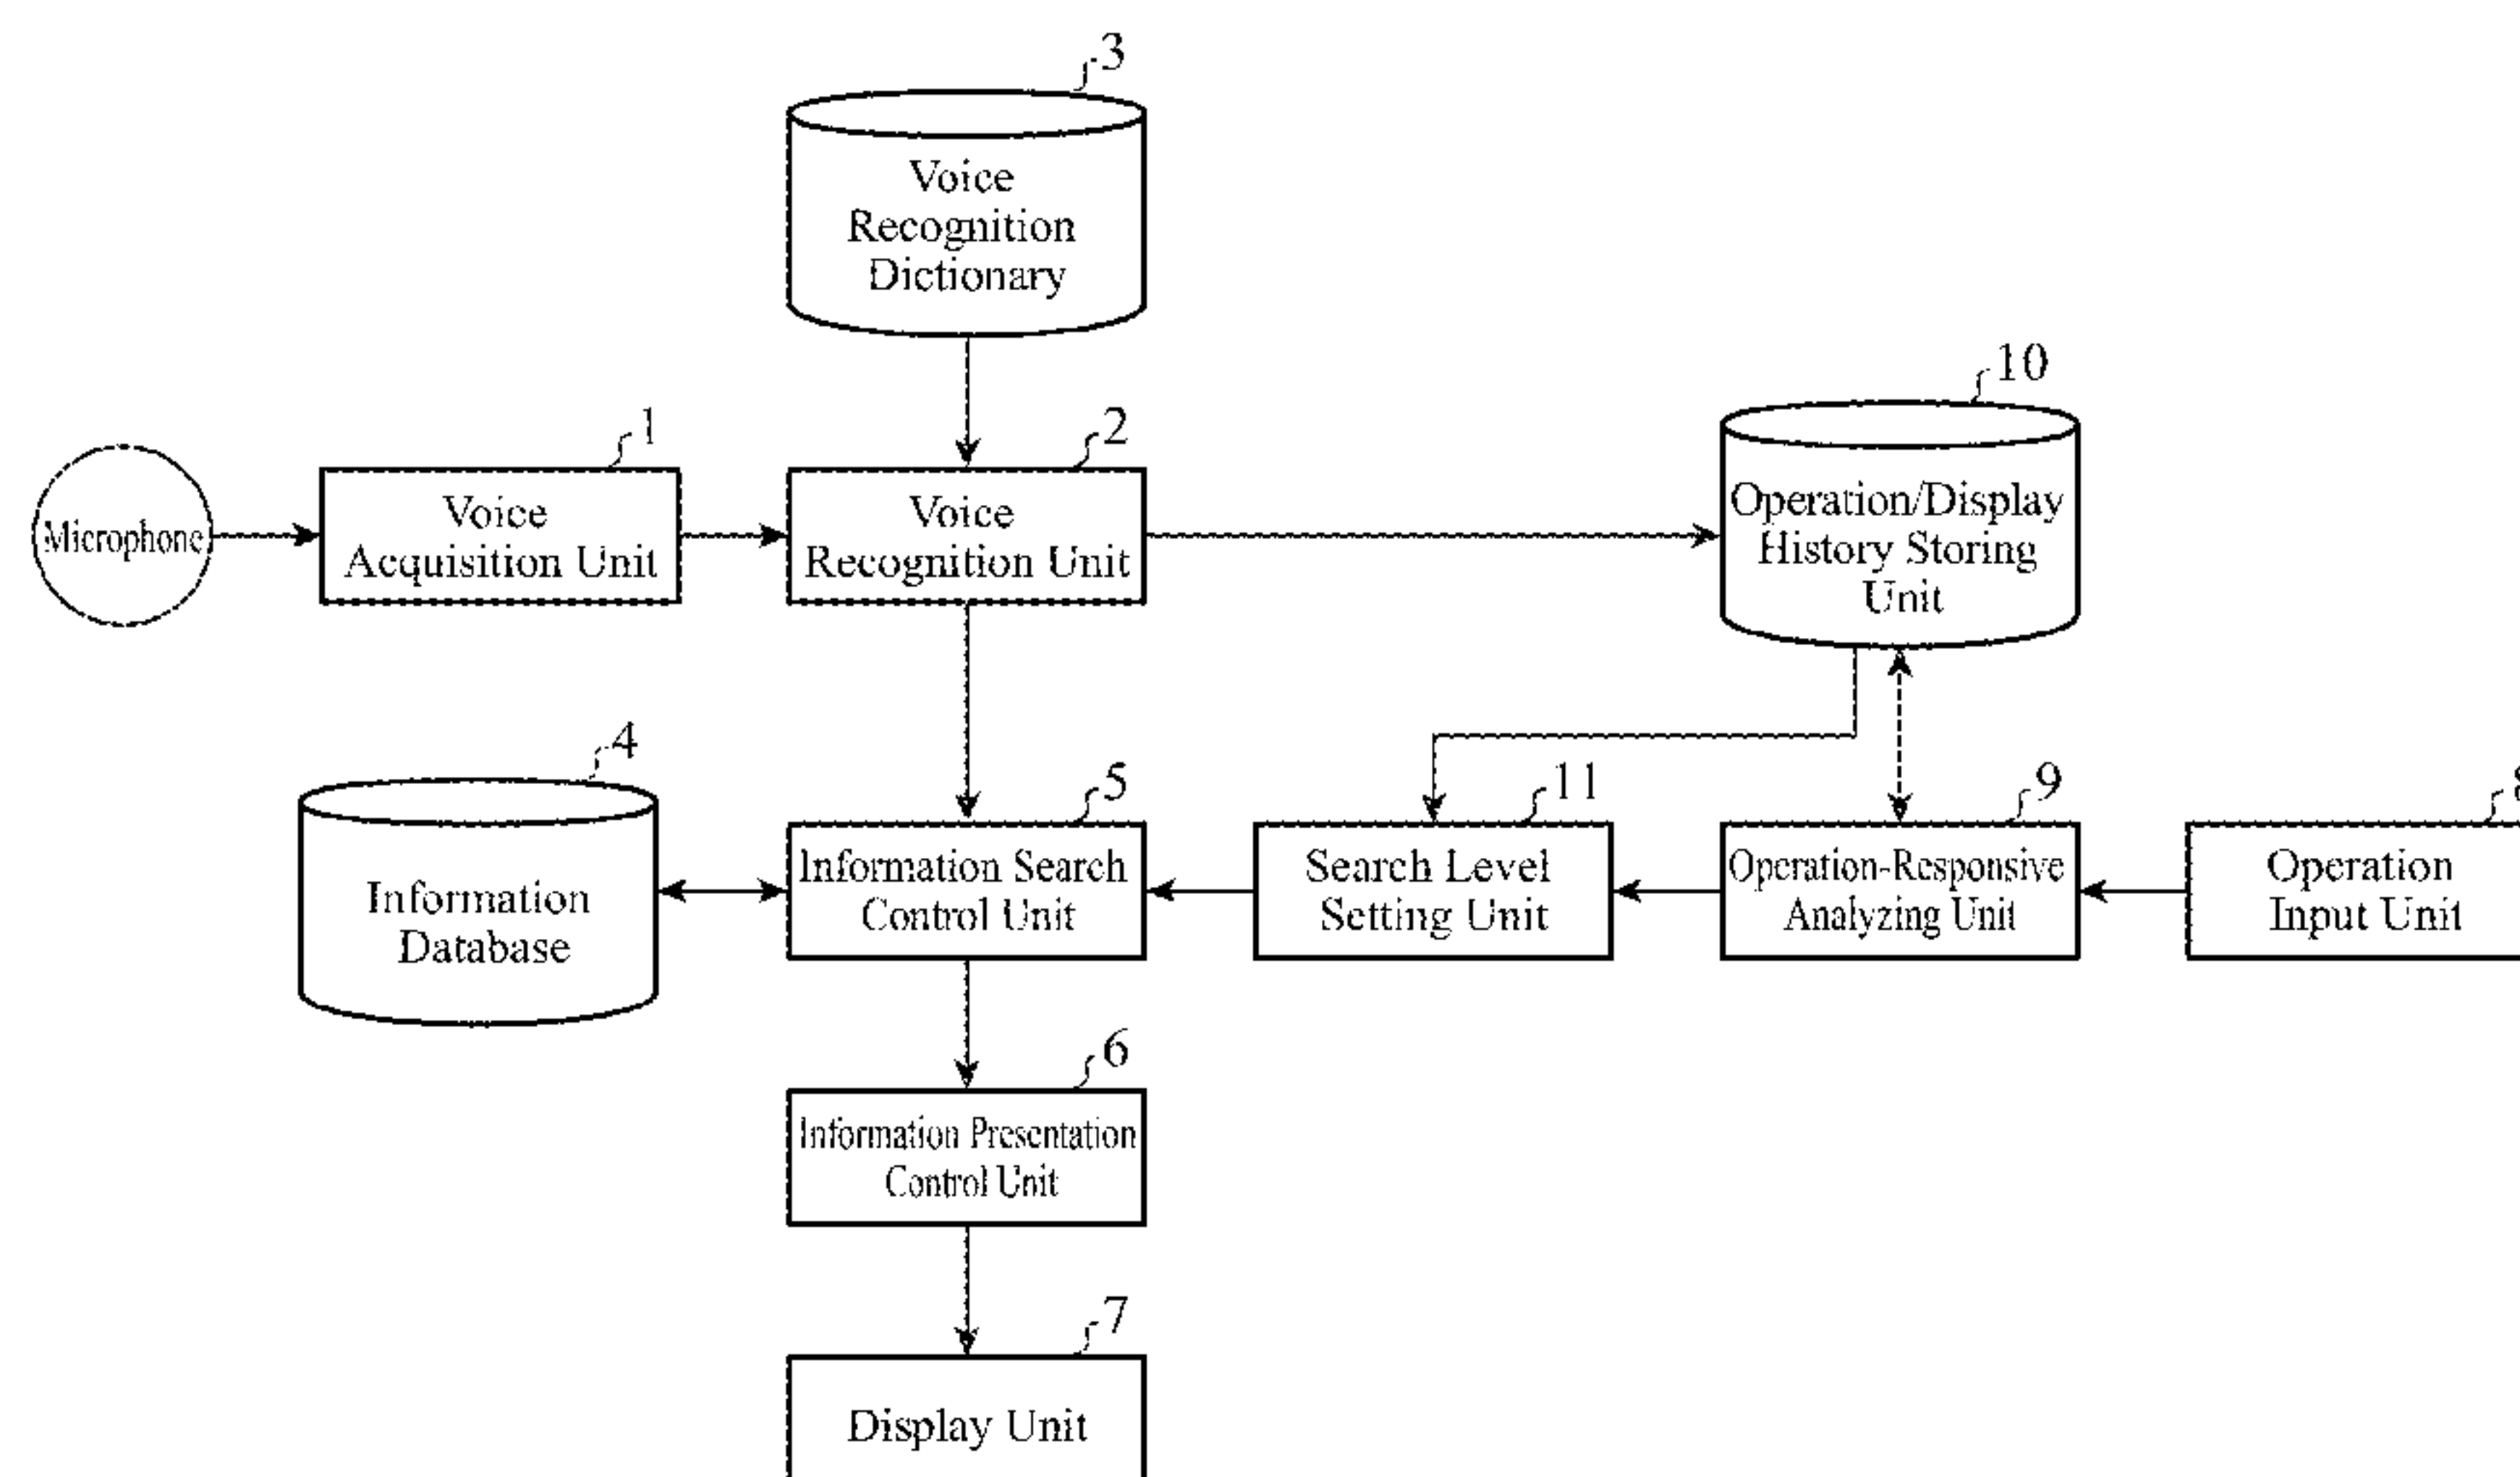 3
Voice
Recognition
Dictionary
10
1
2
Microphone
Voice
Acquisition Unit
Voice
Recognition Unit
Operation/Display
History Storing
Unit
4
5
11
9
8
Information
Database
Information Search
Control Unit
Search Level
Setting Unit
Operation-Responsive
Analyzing Unit
Operation
Input Unit
6
Information Presentation
Control Unit
7
Display Unit